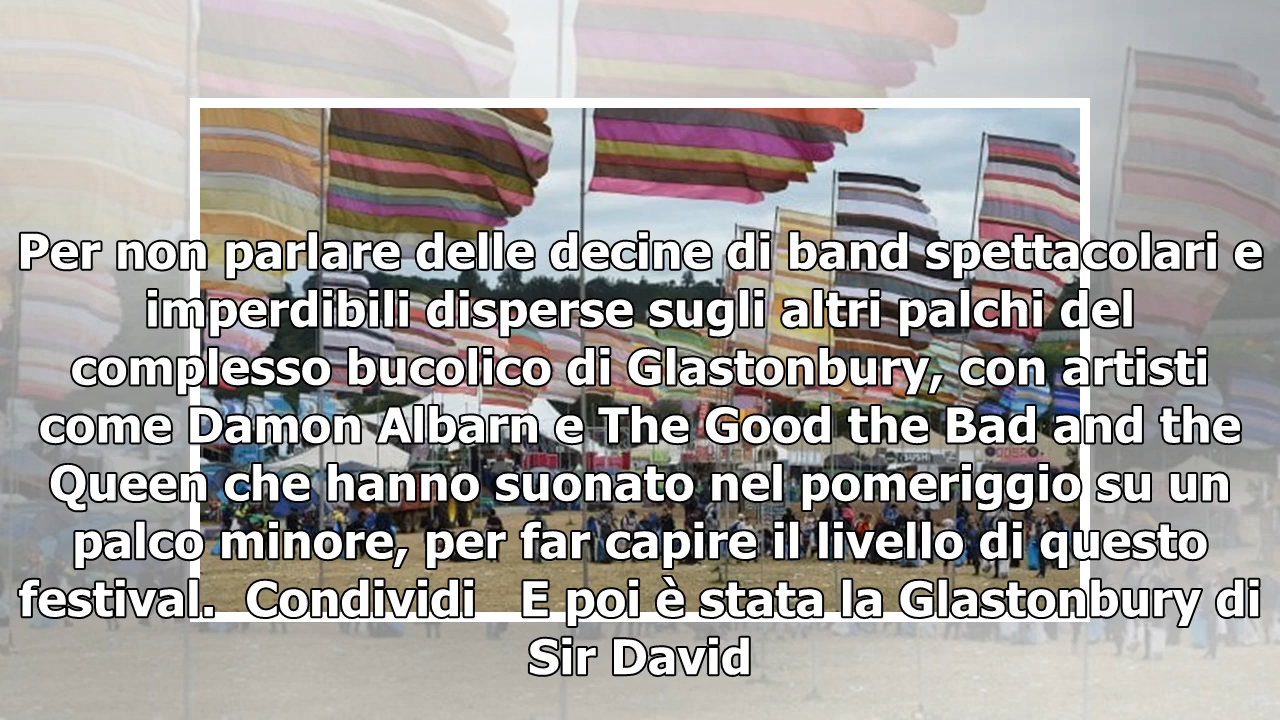 Per non parlare delle decine di band spettacolari e
imperdibili disperse sugli altri palchi del
complesso bucolico di Glastonbury, con artisti
come Damon Albarn e The Good the Bad and the
Queen che hanno suonato nel pomeriggio su un
palco minore, per far capire il livello di questo
festival.  Condividi   E poi è stata la Glastonbury di
Sir David